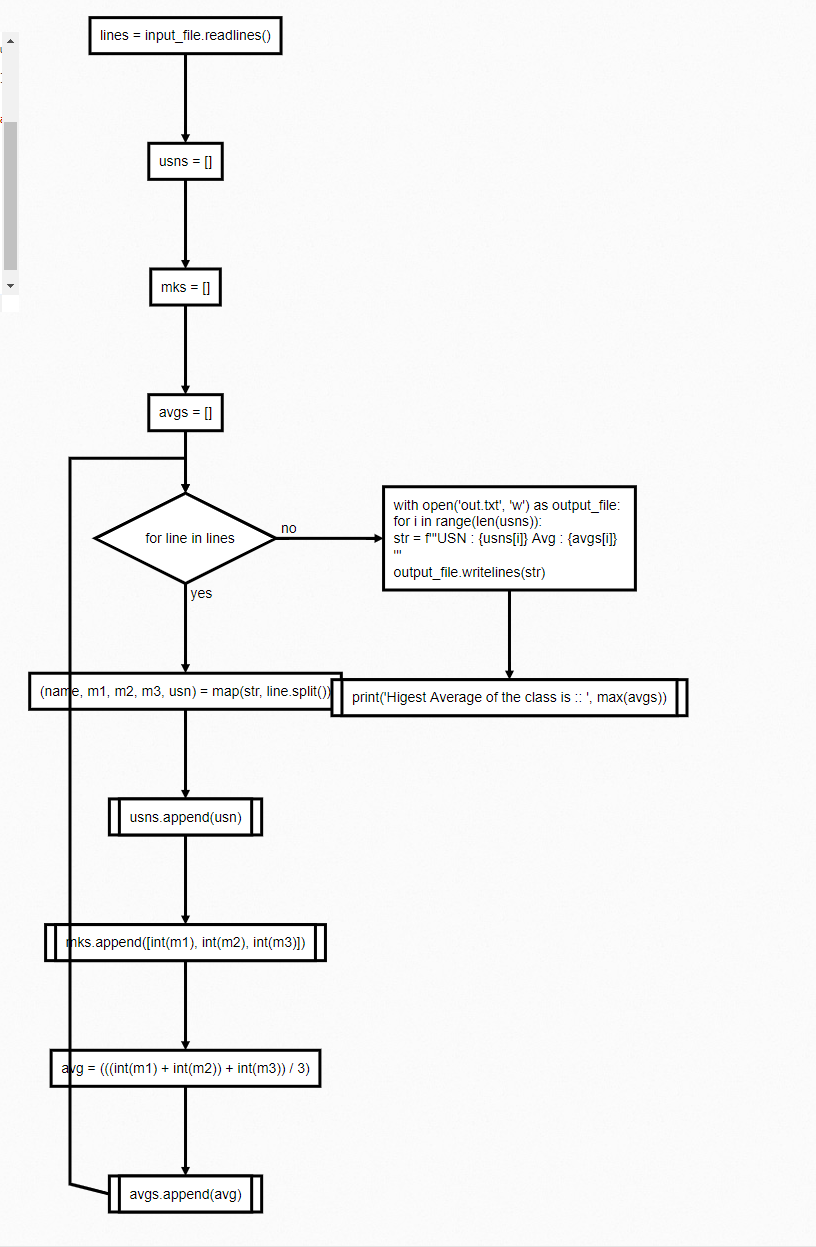 lines = input_file.readlines()
usns = []
mks = []
avgs = []
for line in lines
no
yes
with open('out.txt', 'w') as output_file:
for i in range(len(usns)):
str = f'''USN : {usns[i]} Avg : {avgs[i]}
'''
output_file.writelines(str)
(name, m1, m2, m3, usn) = map(str, line.split())
print('Higest Average of the class is :: ', max(avgs))
usns.append(usn)
mks.append([int(m1), int(m2), int(m3)])
avg = (((int(m1) + int(m2)) + int(m3)) / 3)
avgs.append(avg)